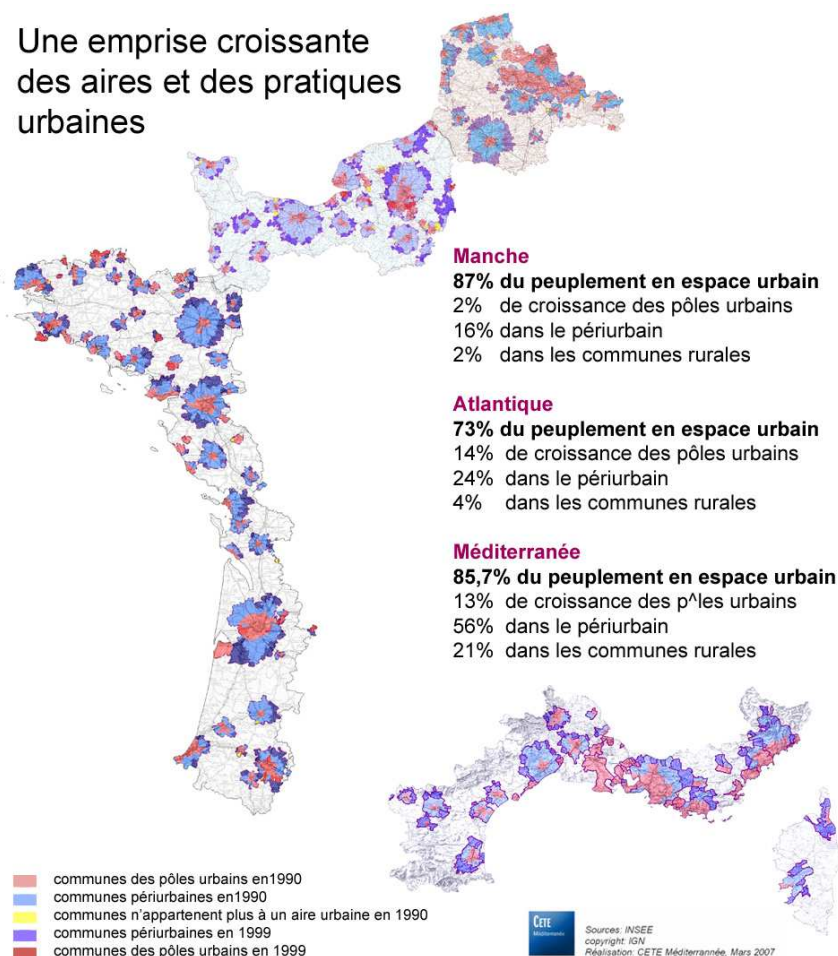 Une emprise croissante
des aires et des pratiques
urbaines
Manche
87% du peuplement en espace urbain
2% de croissance des pôles urbains
16% dans le périurbain
2% dans les communes rurales
Atlantique
73% du peuplement en espace urbain
14% de croissance des pôles urbains
24% dans le périurbain
4% dans les communes rurales
Méditerranée
85,7% du peuplement en espace urbain
13% de croissance des p^les urbains
56% dans le périurbain
21% dans les communes rurales
communes des pôles urbains en1990
communes périurbaines en1990
communes n'appartenent plus à un aire urbaine en 1990
communes périurbaines en 1999
communes des pôles urbains en 1999
CETE
Méditerranée
Sources: INSEE
copyright: IGN
Réalisation: CETE Méditerrannée, Mars 2007